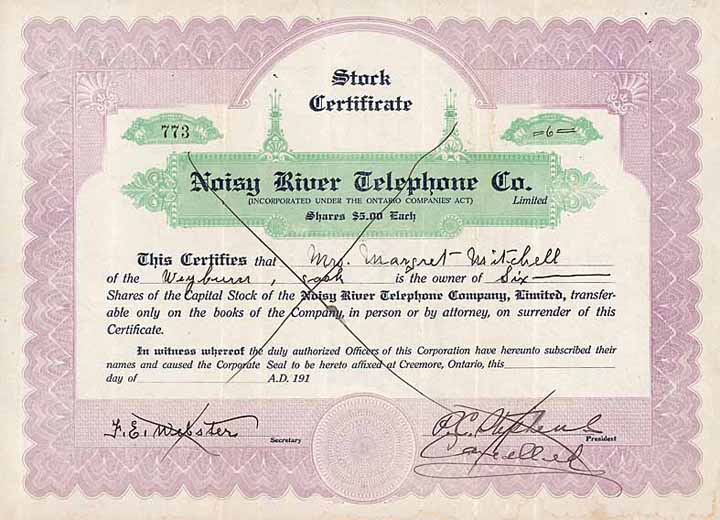 Stock
Certificate
773
=6=
Noisy River Telephone Co.
(INCORPORATED UNDER THE ONTARIO COMPANIES' ACT) Limited
Shares $5.00 Each
This Certifies that Mrs. Margret Mitchell
of the Weyburn, Sask is the owner of Six
Shares of the Capital Stock of the Noisy River Telephone Company, Limited, transfer-
able only on the books of the Company, in person or by attorney, on surrender of this
Certificate.
In witness whereof the duly authorized Officers of this Corporation have hereunto subscribed their
names and caused the Corporate Seal to be hereto affixed at Creemore, Ontario, this
day of A.D. 191
F.E. Webster
Secretary
Stephens
President
Cancelled